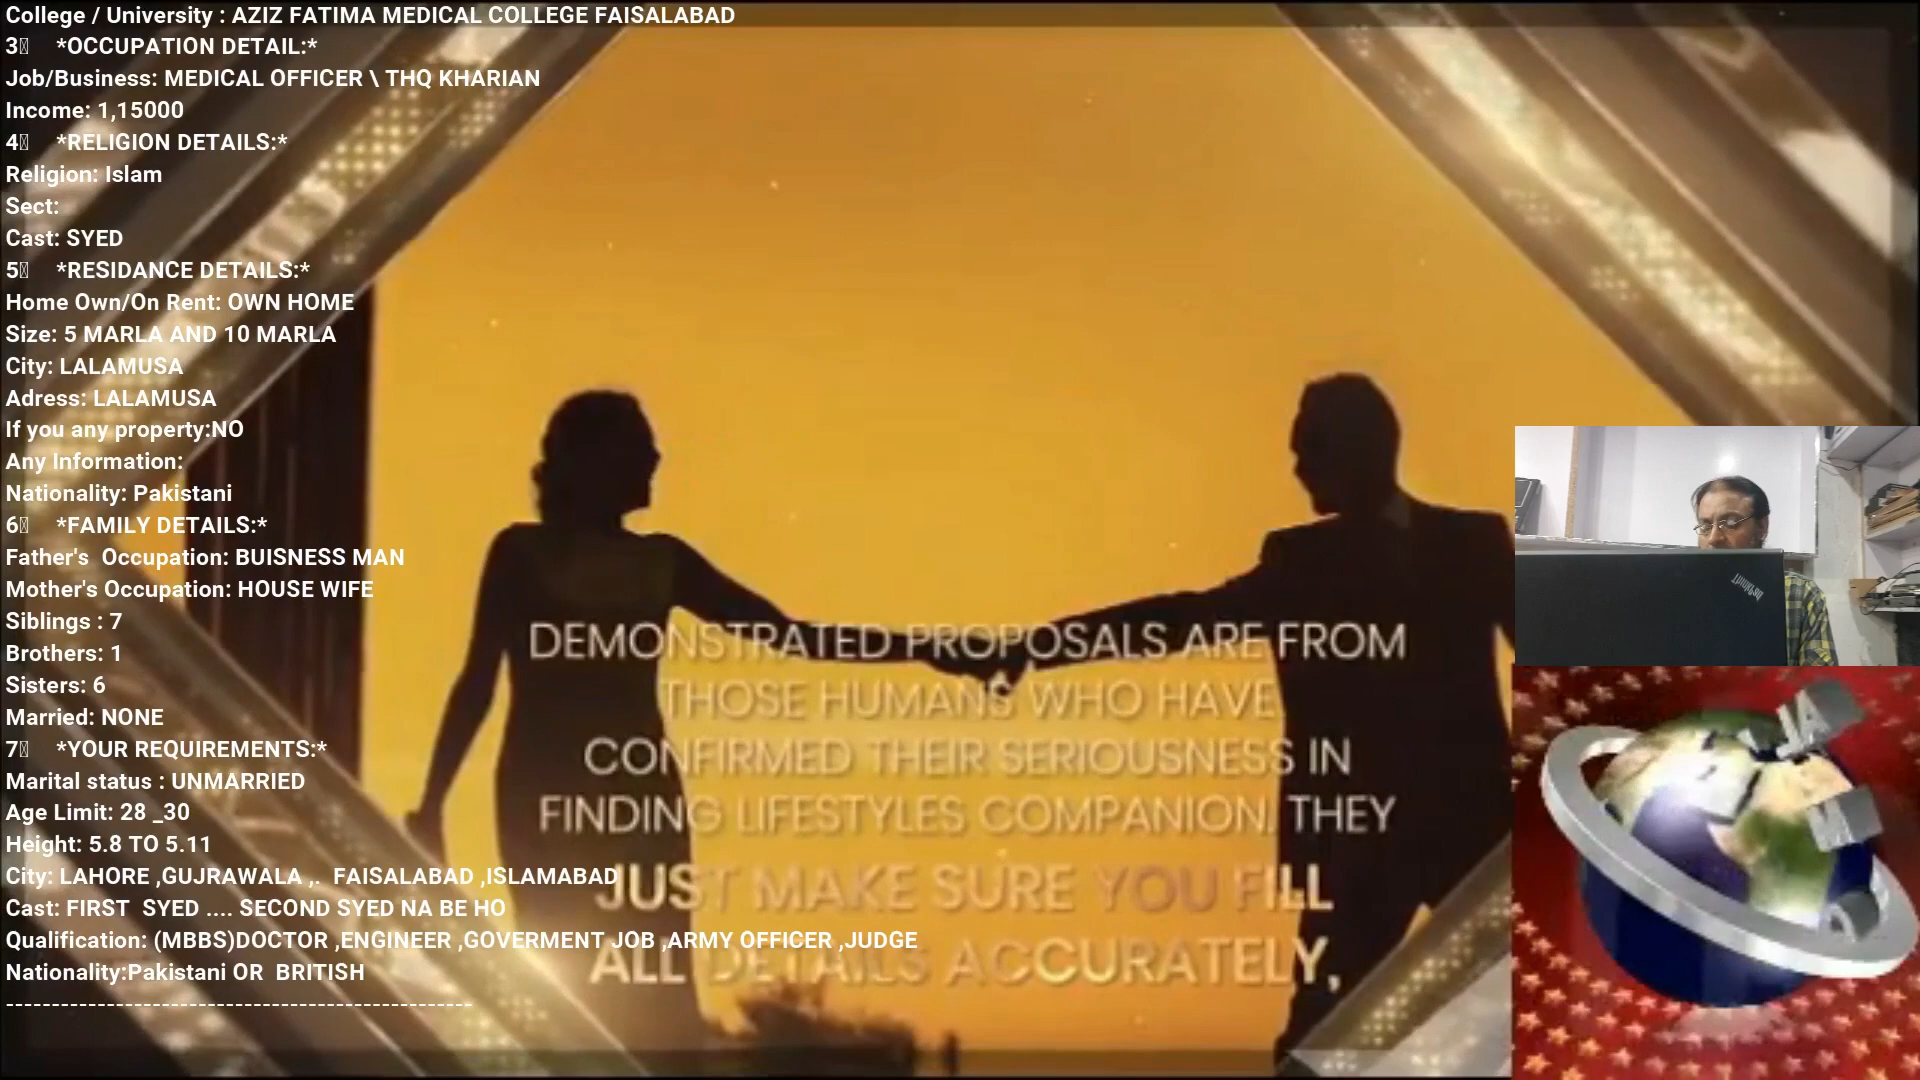 College / University : AZIZ FATIMA MEDICAL COLLEGE FAISALABAD
3 *OCCUPATION DETAIL:*
Job/Business: MEDICAL OFFICER \ THQ KHARIAN
Income: 1,15000
4 *RELIGION DETAILS:*
Religion: Islam
Sect:
Cast: SYED
5 *RESIDANCE DETAILS:*
Home Own/On Rent: OWN HOME
Size: 5 MARLA AND 10 MARLA
City: LALAMUSA
Adress: LALAMUSA
If you any property:NO
Any Information:
Nationality: Pakistani
6 *FAMILY DETAILS:*
Father's  Occupation: BUISNESS MAN
Mother's Occupation: HOUSE WIFE
Siblings : 7
Brothers: 1
Sisters: 6
Married: NONE
7 *YOUR REQUIREMENTS:*
Marital status : UNMARRIED
Age Limit: 28 _30
Height: 5.8 TO 5.11
City: LAHORE ,GUJRAWALA ,.  FAISALABAD ,ISLAMABAD
Cast: FIRST  SYED .... SECOND SYED NA BE HO
Qualification: (MBBS)DOCTOR ,ENGINEER ,GOVERMENT JOB ,ARMY OFFICER ,JUDGE
Nationality:Pakistani OR  BRITISH
----------------------------------------------------
DEMONSTRATED PROPOSALS ARE FROM
THOSE HUMANS WHO HAVE
CONFIRMED THEIR SERIOUSNESS IN
FINDING LIFESTYLES COMPANION. THEY
JUST MAKE SURE YOU FILL
ALL DETAILS ACCURATELY,
ThinkPad